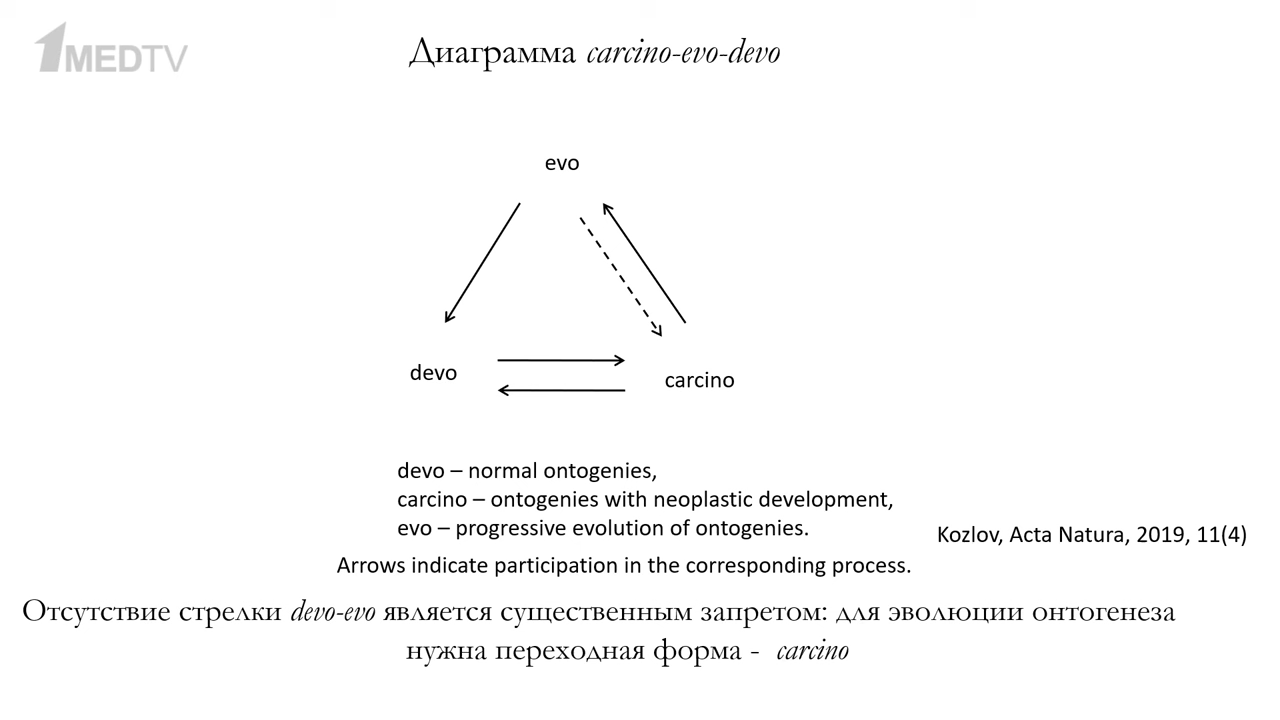 1MEDTV
Диаграмма carcino-evo-devo
evo
devo
carcino
devo – normal ontogenies,
carcino – ontogenies with neoplastic development,
evo – progressive evolution of ontogenies.
Kozlov, Acta Natura, 2019, 11(4)
Arrows indicate participation in the corresponding process.
Отсутствие стрелки devo-evo является существенным запретом: для эволюции онтогенеза
нужна переходная форма - carcino